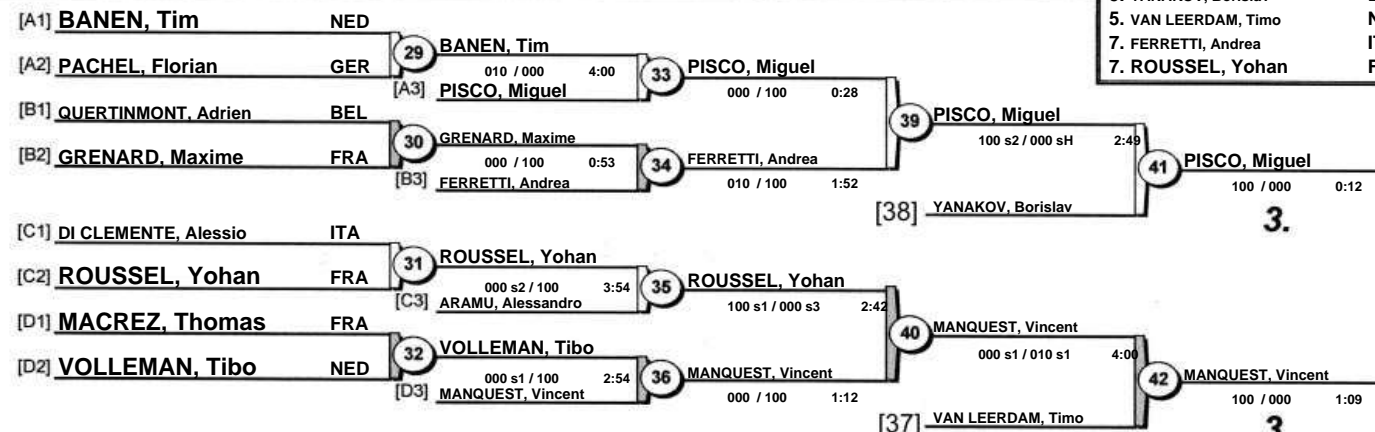 5. VAN LEERDAM, Timo
7. FERRETTI, Andrea
7. ROUSSEL, Yohan
[A1] BANEN, Tim NED
29
BANEN, Tim
[A2] PACHEL, Florian GER
010 / 000 4:00
33
PISCO, Miguel
[A3] PISCO, Miguel
000 / 100 0:28
[B1] QUERTINMONT, Adrien BEL
39
PISCO, Miguel
30
GRENARD, Maxime
100 s2 / 000 sH 2:49
[B2] GRENARD, Maxime FRA
000 / 100 0:53
34
FERRETTI, Andrea
41
PISCO, Miguel
[B3] FERRETTI, Andrea
010 / 100 1:52
100 / 000 0:12
[38] YANAKOV, Borislav
3.
[C1] DI CLEMENTE, Alessio ITA
31
ROUSSEL, Yohan
[C2] ROUSSEL, Yohan FRA
000 s2 / 100 3:54
35
ROUSSEL, Yohan
[C3] ARAMU, Alessandro
100 s1 / 000 s3 2:42
[D1] MACREZ, Thomas FRA
40
MANQUEST, Vincent
32
VOLLEMAN, Tibo
000 s1 / 010 s1 4:00
[D2] VOLLEMAN, Tibo NED
000 s1 / 100 2:54
36
MANQUEST, Vincent
42
MANQUEST, Vincent
[D3] MANQUEST, Vincent
000 / 100 1:12
100 / 000 1:09
[37] VAN LEERDAM, Timo
3.